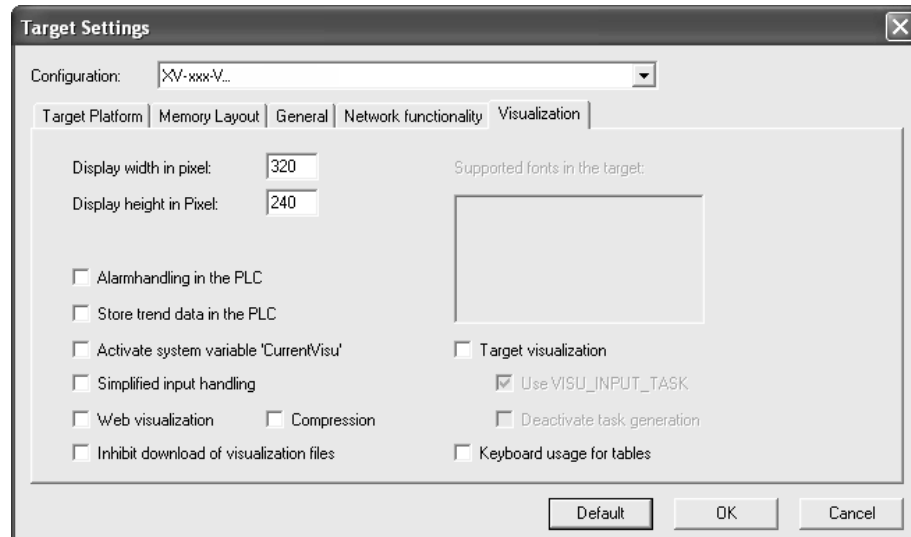 Target Settings
Configuration: XV-xxx-V...
Target Platform Memory Layout General Network functionality Visualization
Display width in pixel: 320 Supported fonts in the target:
Display height in Pixel: 240
Alarmhandling in the PLC
Store trend data in the PLC
Activate system variable 'CurrentVisu' Target visualization
Simplified input handling Use VISU_INPUT_TASK
Web visualization Compression Deactivate task generation
Inhibit download of visualization files Keyboard usage for tables
Default OK Cancel